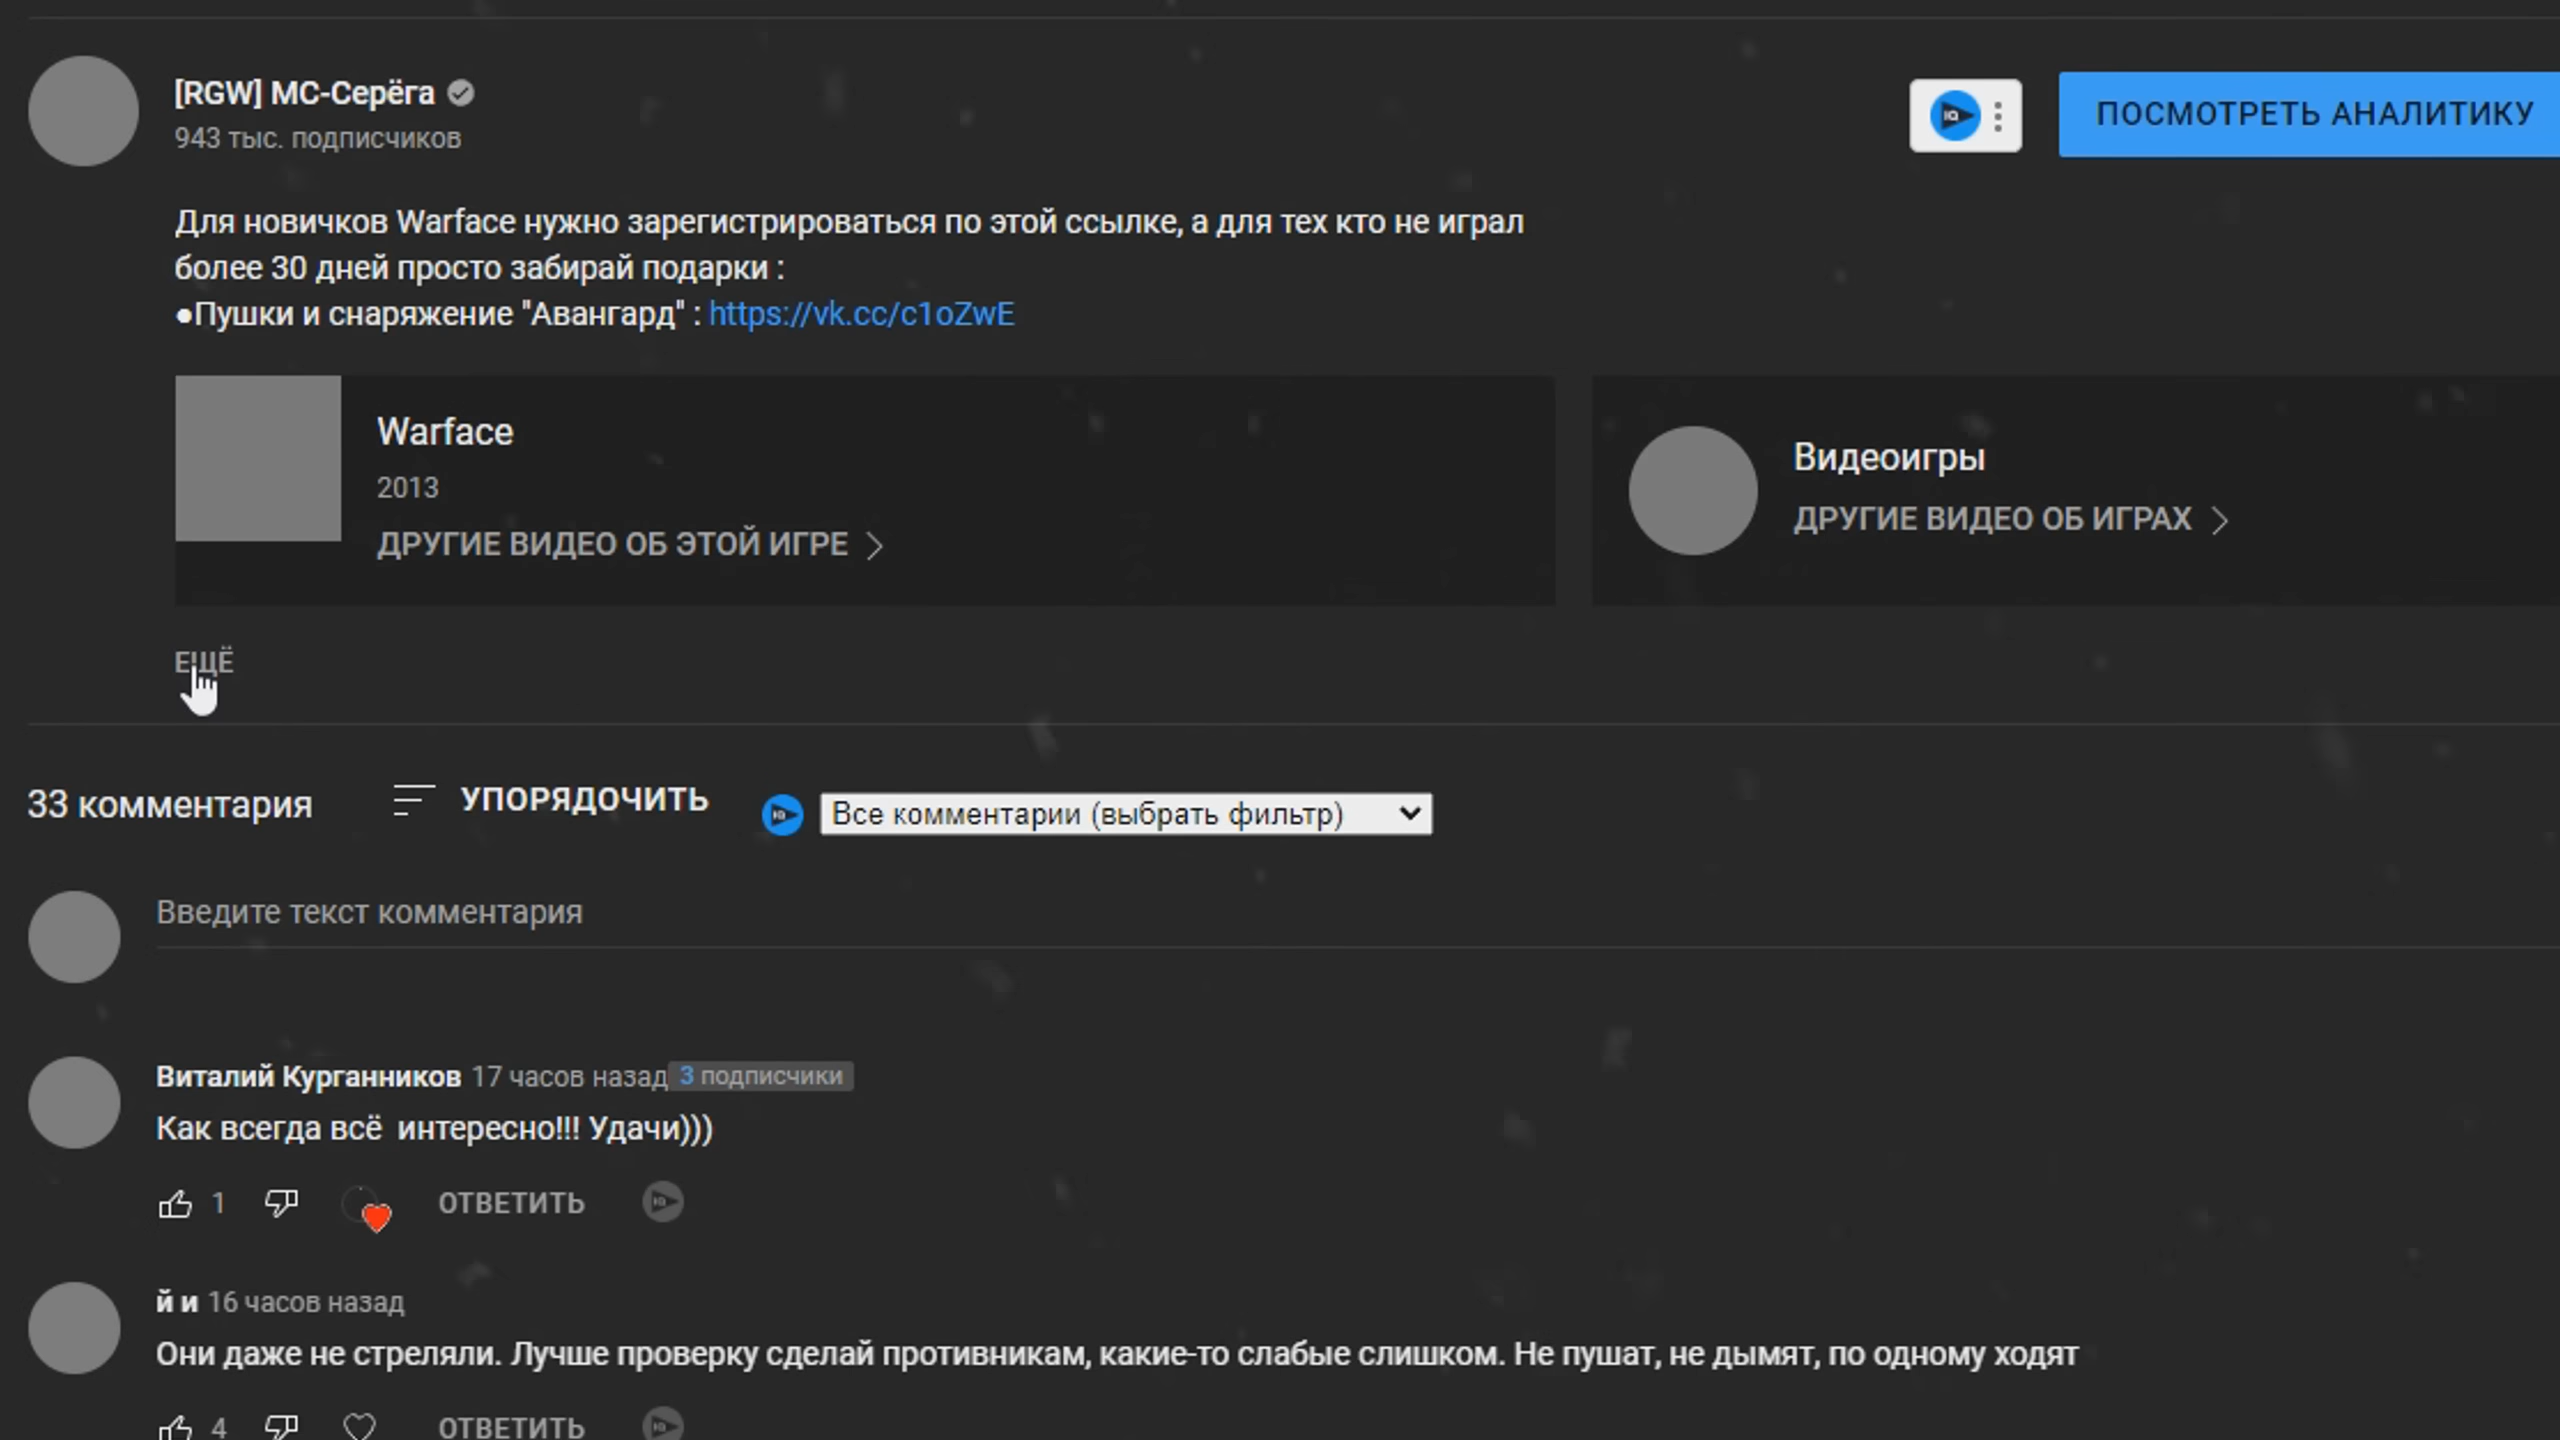 [RGW] МС-Серёга
943 тыс. подписчиков
ПОСМОТРЕТЬ АНАЛИТИКУ
Для новичков Warface нужно зарегистрироваться по этой ссылке, а для тех кто не играл
более 30 дней просто забирай подарки :
●Пушки и снаряжение "Авангард" : https://vk.cc/c1oZwE
Warface
2013
ДРУГИЕ ВИДЕО ОБ ЭТОЙ ИГРЕ
Видеоигры
ДРУГИЕ ВИДЕО ОБ ИГРАХ
ЕЩЁ
33 комментария
УПОРЯДОЧИТЬ
Все комментарии (выбрать фильтр)
Введите текст комментария
Виталий Курганников 17 часов назад 3 подписчики
Как всегда всё интересно!!! Удачи)))
1
ОТВЕТИТЬ
й и 16 часов назад
Они даже не стреляли. Лучше проверку сделай противникам, какие-то слабые слишком. Не пушат, не дымят, по одному ходят
4
ОТВЕТИТЬ